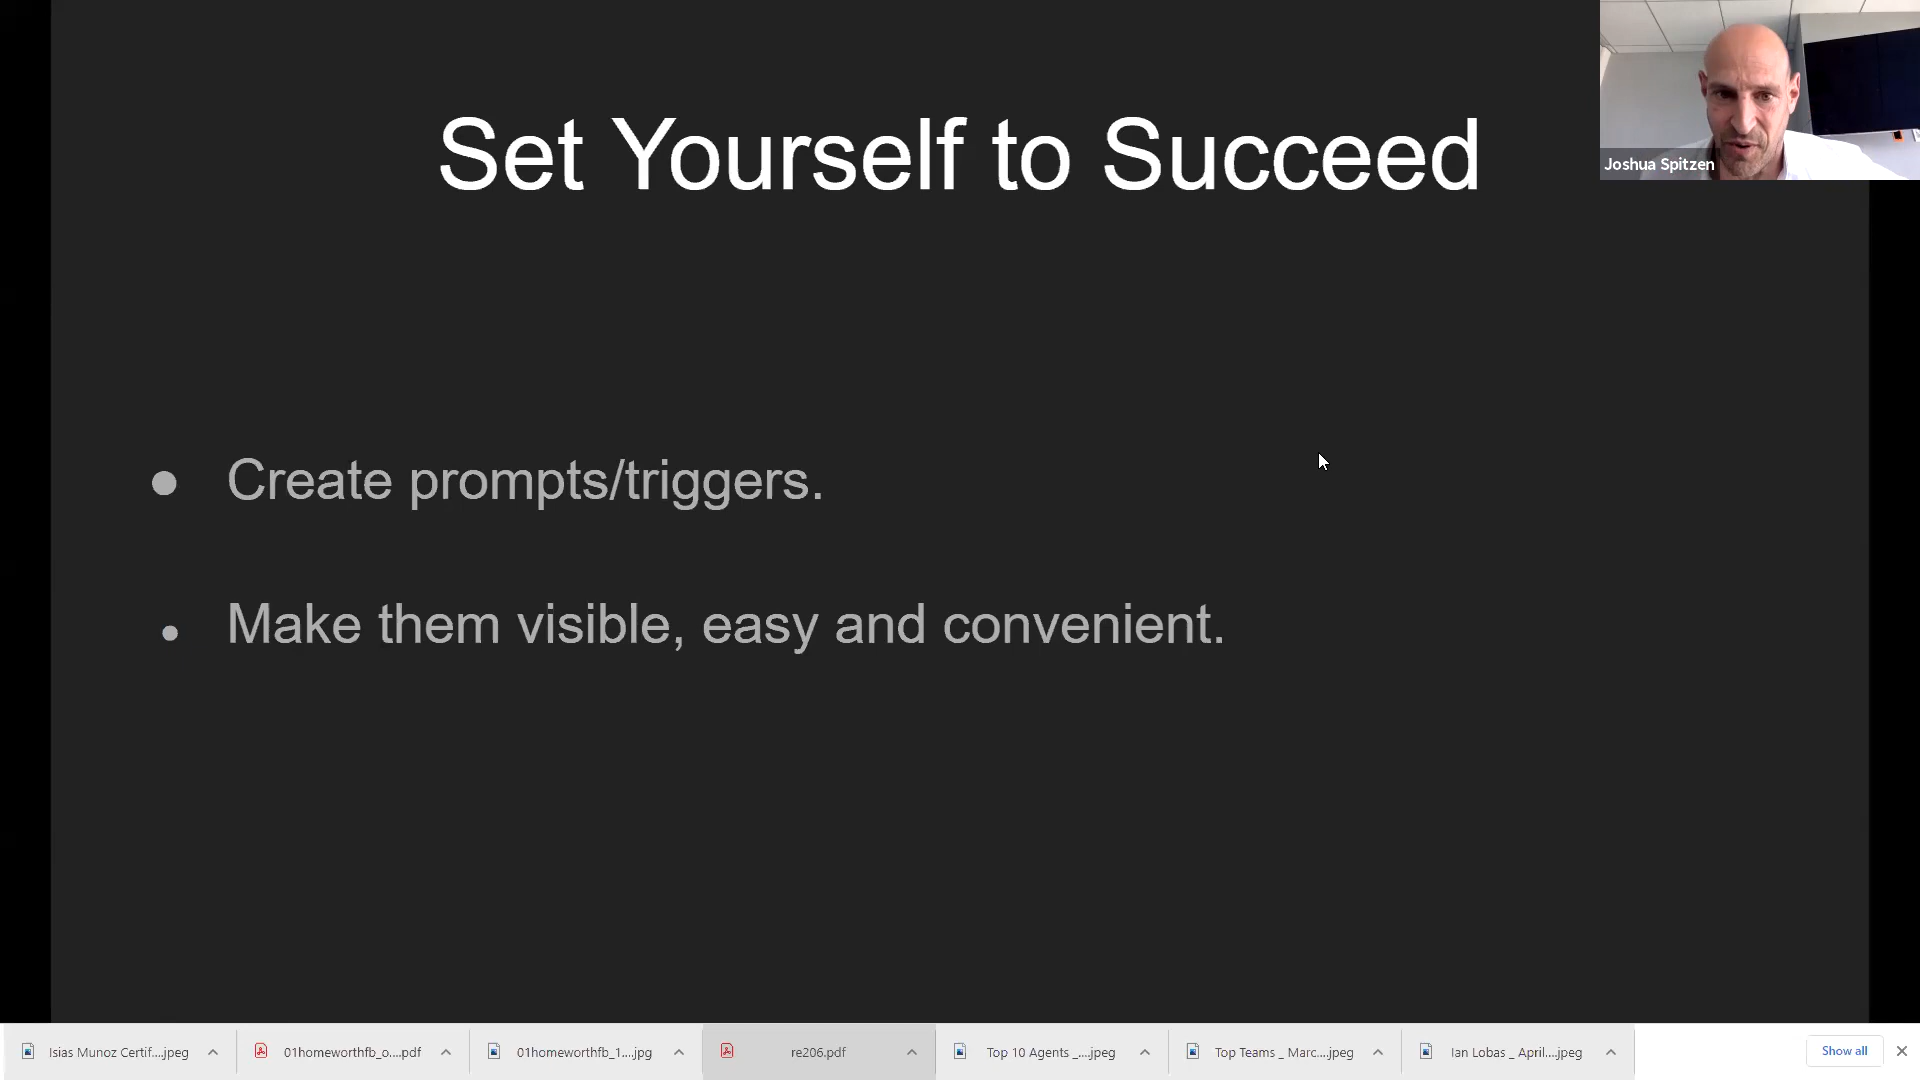 Set Yourself to Succeed
Joshua Spitzen
Create prompts/triggers.
Make them visible, easy and convenient.
Isias Munoz Certif....jpeg
01homeworthfb_o....pdf
01homeworthfb_1....jpg
re206.pdf
Top 10 Agents _....jpeg
Top Teams _ Marc....jpeg
Ian Lobas _ April....jpeg
Show all